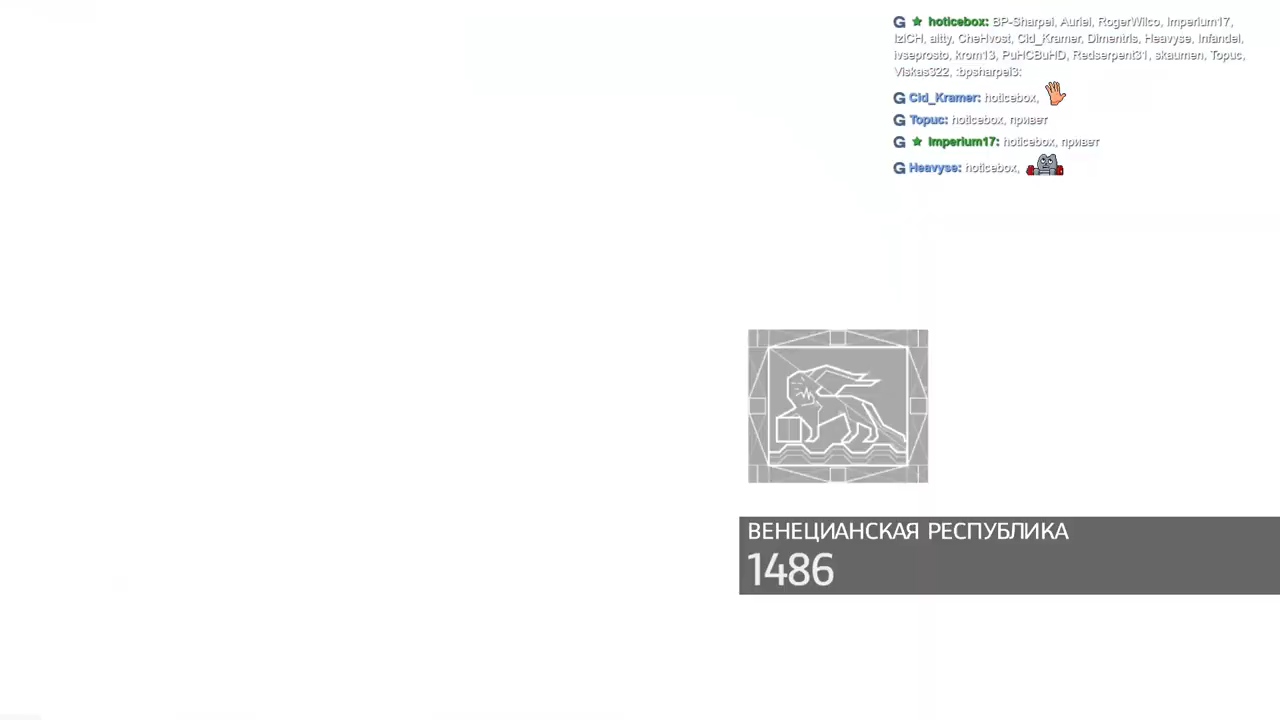 G ★ hoticebox: BP-Sharpei, Auriel, RogerWilco, Imperium17,
IziCH, aitty, CheHvost, Cid_Kramer, Dimentris, Heavyse, Infandel,
ivseprosto, krom13, PuHCBuHD, Redserpent31, skaumen, Topuc,
Viskas322, :bpsharpei3:
G Cid_Kramer: hoticebox,
G Topuc: hoticebox, привет
G ★ Imperium17: hoticebox, привет
G Heavyse: hoticebox,
ВЕНЕЦИАНСКАЯ РЕСПУБЛИКА
1486